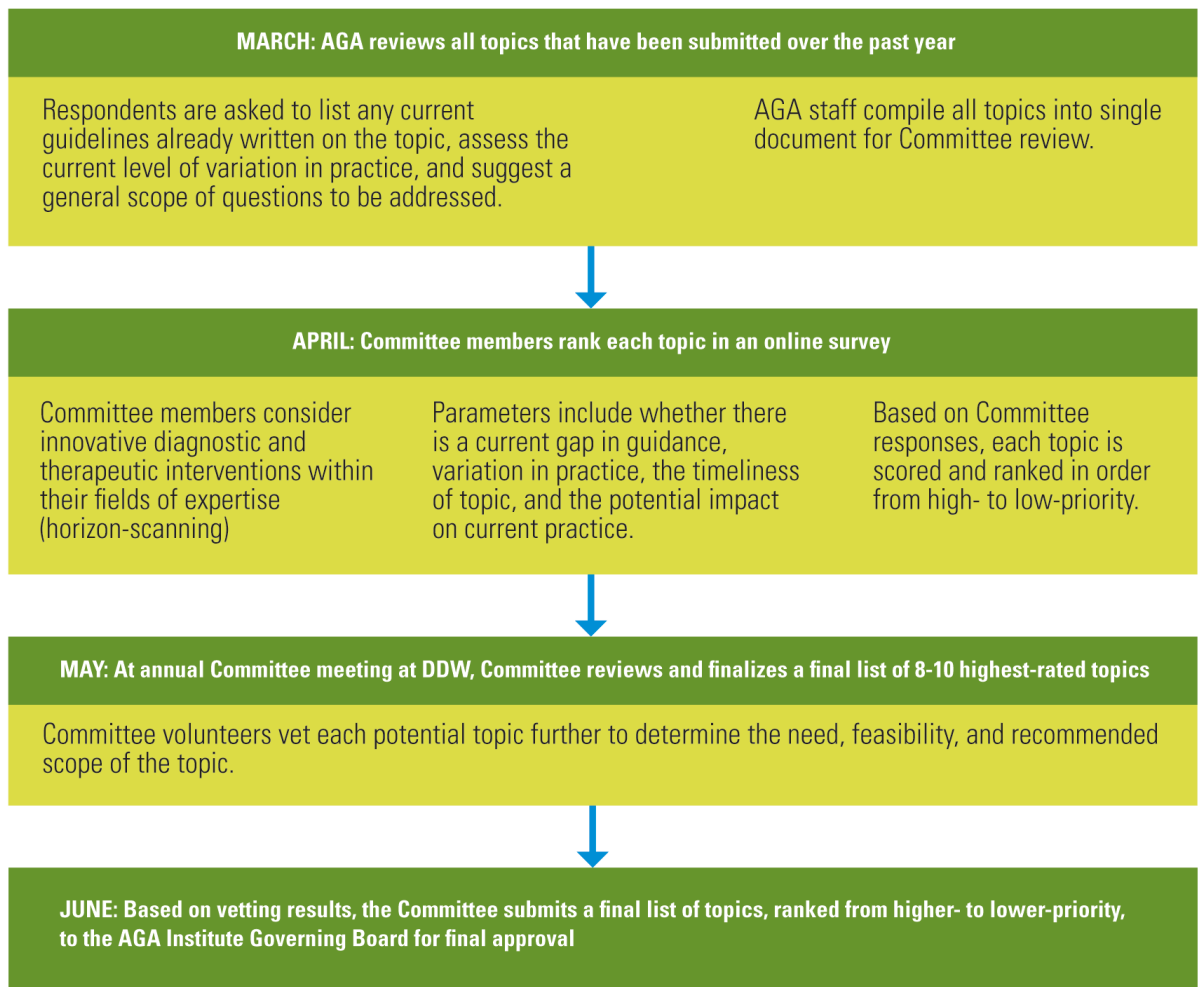 MARCH: AGA reviews all topics that have been submitted over the past year
Respondents are asked to list any current
guidelines already written on the topic, assess the
current level of variation in practice, and suggest a
general scope of questions to be addressed.
AGA staff compile all topics into single
document for Committee review.
APRIL: Committee members rank each topic in an online survey
Committee members consider
innovative diagnostic and
therapeutic interventions within
their fields of expertise
(horizon-scanning)
Parameters include whether there
is a current gap in guidance,
variation in practice, the timeliness
of topic, and the potential impact
on current practice.
Based on Committee
responses, each topic is
scored and ranked in order
from high- to low-priority.
MAY: At annual Committee meeting at DDW, Committee reviews and finalizes a final list of 8-10 highest-rated topics
Committee volunteers vet each potential topic further to determine the need, feasibility, and recommended
scope of the topic.
JUNE: Based on vetting results, the Committee submits a final list of topics, ranked from higher- to lower-priority,
to the AGA Institute Governing Board for final approval